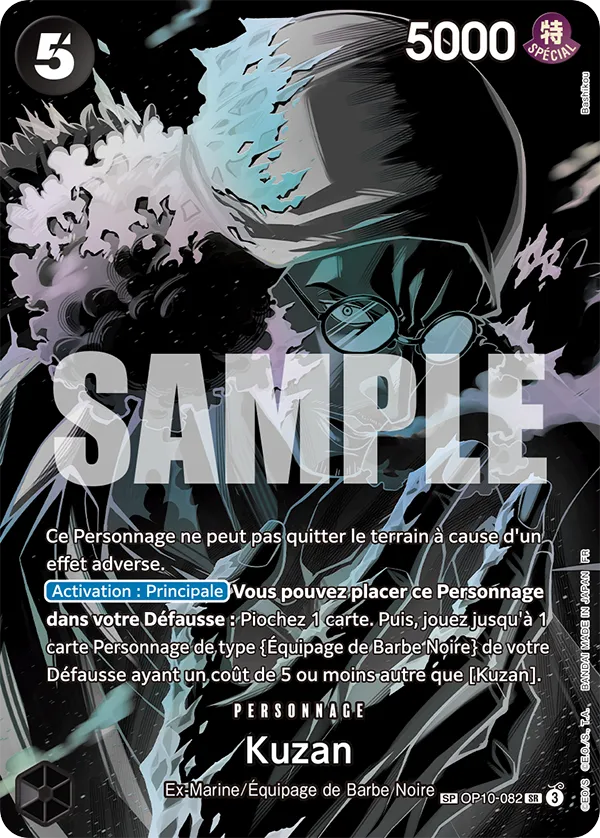 5
5000
特
SPÉCIAL
Bashikou
SAMPLE
Ce Personnage ne peut pas quitter le terrain à cause d'un
effet adverse.
Activation : Principale Vous pouvez placer ce Personnage
dans votre Défausse : Piochez 1 carte. Puis, jouez jusqu'à 1
carte Personnage de type {Équipage de Barbe Noire} de votre
Défausse ayant un coût de 5 ou moins autre que [Kuzan].
PERSONNAGE
Kuzan
Ex-Marine/Équipage de Barbe Noire
SP OP10-082 SR 3
©ED/S ©E.O./S., T.A. BANDAI MADE IN JAPAN FR